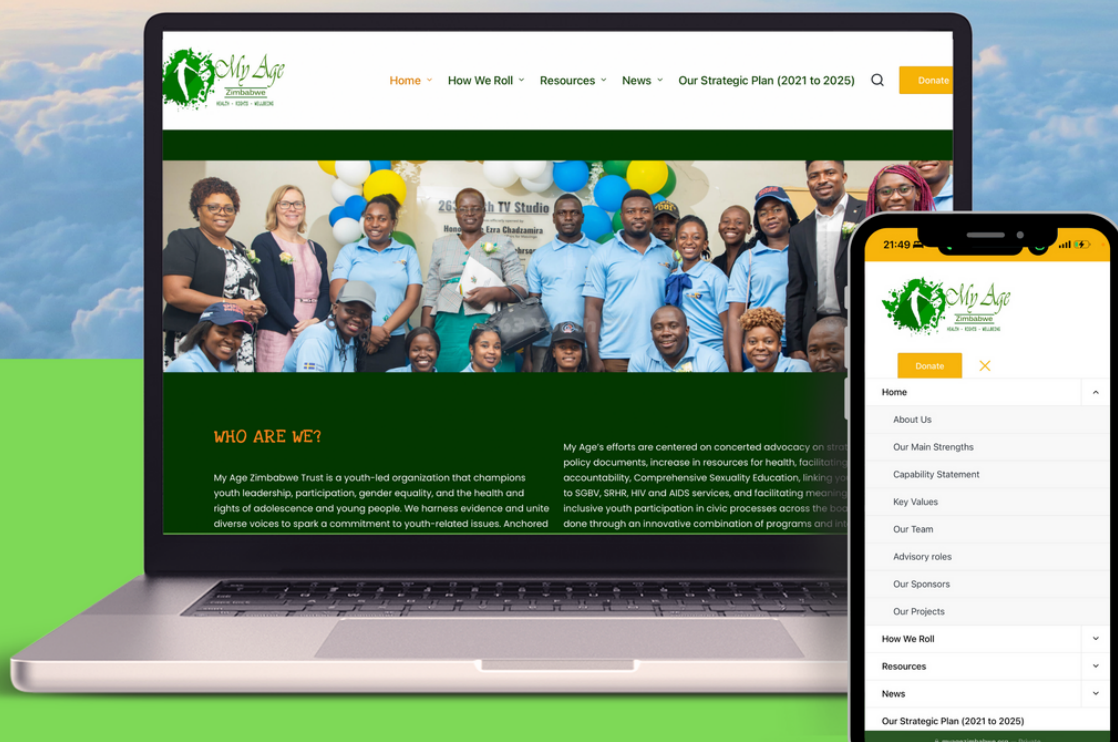 My Age
Zimbabwe
HEALTH - RIGHTS - WELLBEING
Home
How We Roll
Resources
News
Our Strategic Plan (2021 to 2025)
Donate
TV Studio
Ezra Chadzamira
WHO ARE WE?
My Age Zimbabwe Trust is a youth-led organization that champions
youth leadership, participation, gender equality, and the health and
rights of adolescence and young people. We harness evidence and unite
diverse voices to spark a commitment to youth-related issues. Anchored
My Age's efforts are centered on concerted advocacy on
policy documents, increase in resources for health, facilitating
accountability, Comprehensive Sexuality Education, linking
to SGBV, SRHR, HIV and AIDS services, and facilitating
inclusive youth participation in civic processes across the
done through an innovative combination of programs and
21:49
My Age
Zimbabwe
HEALTH - RIGHTS - WELLBEING
Donate
Home
About Us
Our Main Strengths
Capability Statement
Key Values
Our Team
Advisory roles
Our Sponsors
Our Projects
How We Roll
Resources
News
Our Strategic Plan (2021 to 2025)